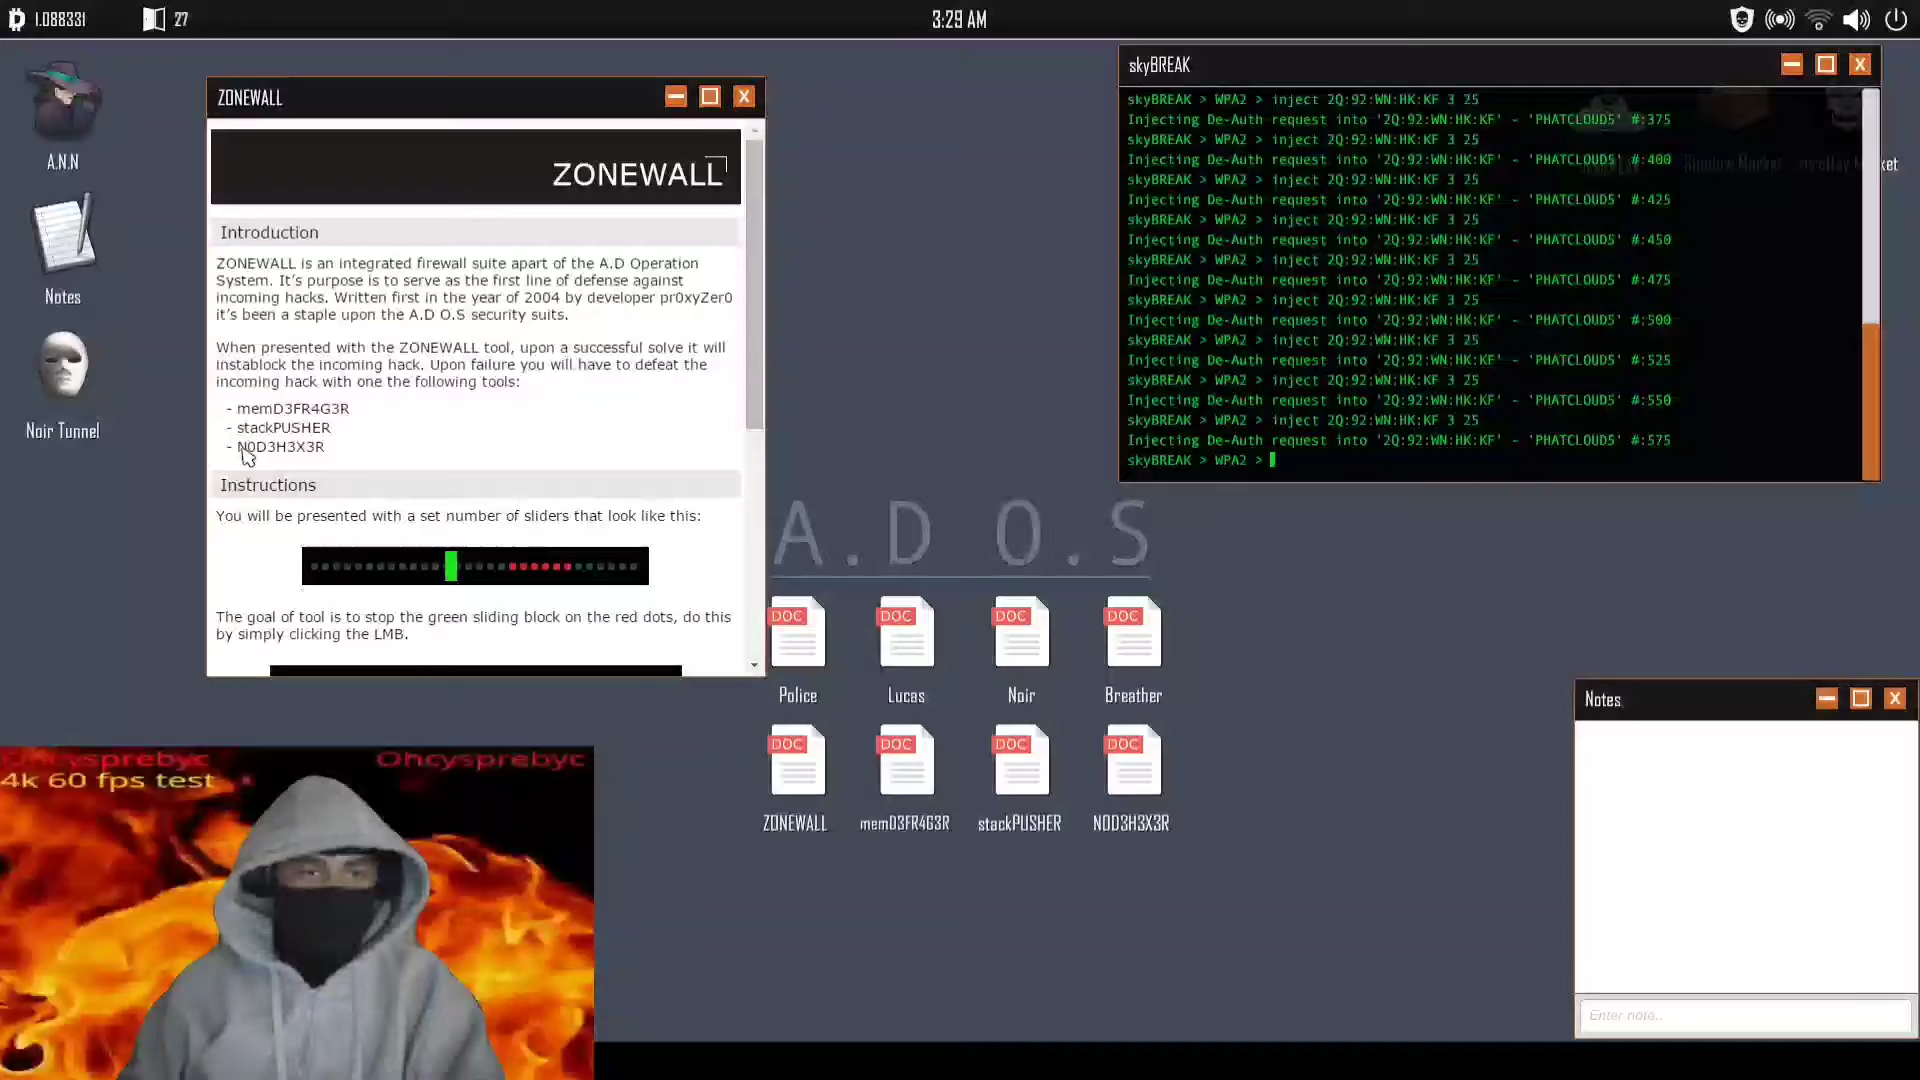 1.088331
27
3:29 AM
A.N.N
Notes
Noir Tunnel
ZONEWALL
ZONEWALL
Introduction
ZONEWALL is an integrated firewall suite apart of the A.D Operation
System. It's purpose is to serve as the first line of defense against
incoming hacks. Written first in the year of 2004 by developer pr0xyZer0
it's been a staple upon the A.D O.S security suits.
When presented with the ZONEWALL tool, upon a successful solve it will
instablock the incoming hack. Upon failure you will have to defeat the
incoming hack with one the following tools:
- memD3FR4G3R
- stackPUSHER
- N0D3H3X3R
Instructions
You will be presented with a set number of sliders that look like this:
The goal of tool is to stop the green sliding block on the red dots, do this
by simply clicking the LMB.
skyBREAK
skyBREAK > WPA2 > inject 2Q:92:WN:HK:KF 3 25
Injecting De-Auth request into '2Q:92:WN:HK:KF' - 'PHATCLOUD5' #:375
skyBREAK > WPA2 > inject 2Q:92:WN:HK:KF 3 25
Injecting De-Auth request into '2Q:92:WN:HK:KF' - 'PHATCLOUD5' #:400
skyBREAK > WPA2 > inject 2Q:92:WN:HK:KF 3 25
Injecting De-Auth request into '2Q:92:WN:HK:KF' - 'PHATCLOUD5' #:425
skyBREAK > WPA2 > inject 2Q:92:WN:HK:KF 3 25
Injecting De-Auth request into '2Q:92:WN:HK:KF' - 'PHATCLOUD5' #:450
skyBREAK > WPA2 > inject 2Q:92:WN:HK:KF 3 25
Injecting De-Auth request into '2Q:92:WN:HK:KF' - 'PHATCLOUD5' #:475
skyBREAK > WPA2 > inject 2Q:92:WN:HK:KF 3 25
Injecting De-Auth request into '2Q:92:WN:HK:KF' - 'PHATCLOUD5' #:500
skyBREAK > WPA2 > inject 2Q:92:WN:HK:KF 3 25
Injecting De-Auth request into '2Q:92:WN:HK:KF' - 'PHATCLOUD5' #:525
skyBREAK > WPA2 > inject 2Q:92:WN:HK:KF 3 25
Injecting De-Auth request into '2Q:92:WN:HK:KF' - 'PHATCLOUD5' #:550
skyBREAK > WPA2 > inject 2Q:92:WN:HK:KF 3 25
Injecting De-Auth request into '2Q:92:WN:HK:KF' - 'PHATCLOUD5' #:575
skyBREAK > WPA2 >
A.D O.S
DOC DOC DOC DOC
Police Lucas Noir Breather
DOC DOC DOC DOC
ZONEWALL memD3FR4G3R stackPUSHER N0D3H3X3R
Notes
Enter note..
Ohcysprebyc
4k 60 fps test